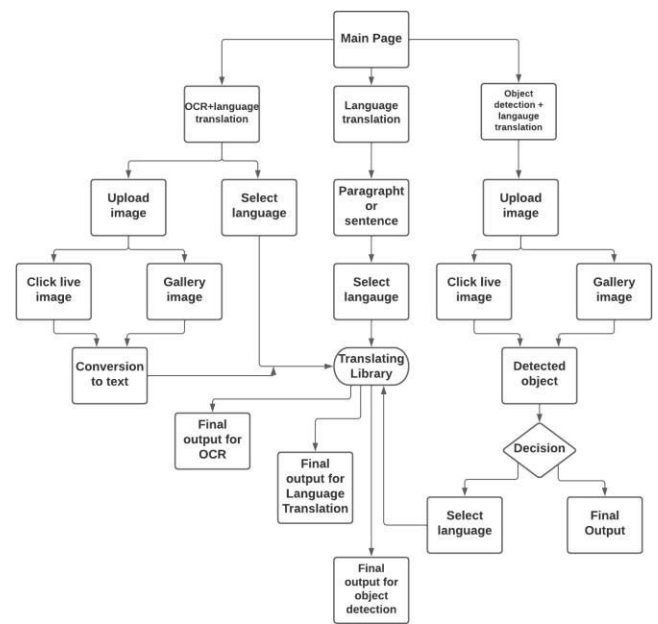 Main Page
OCR+language
translation
Language
translation
Object
detection +
langauge
translation
Upload
image
Select
language
Paragrapht
or
sentence
Upload
image
Click live
image
Gallery
image
Select
langauge
Click live
image
Gallery
image
Conversion
to text
Translating
Library
Detected
object
Final
output for
OCR
Final
output for
Language
Translation
Decision
Select
language
Final
Output
Final
output for
object
detection